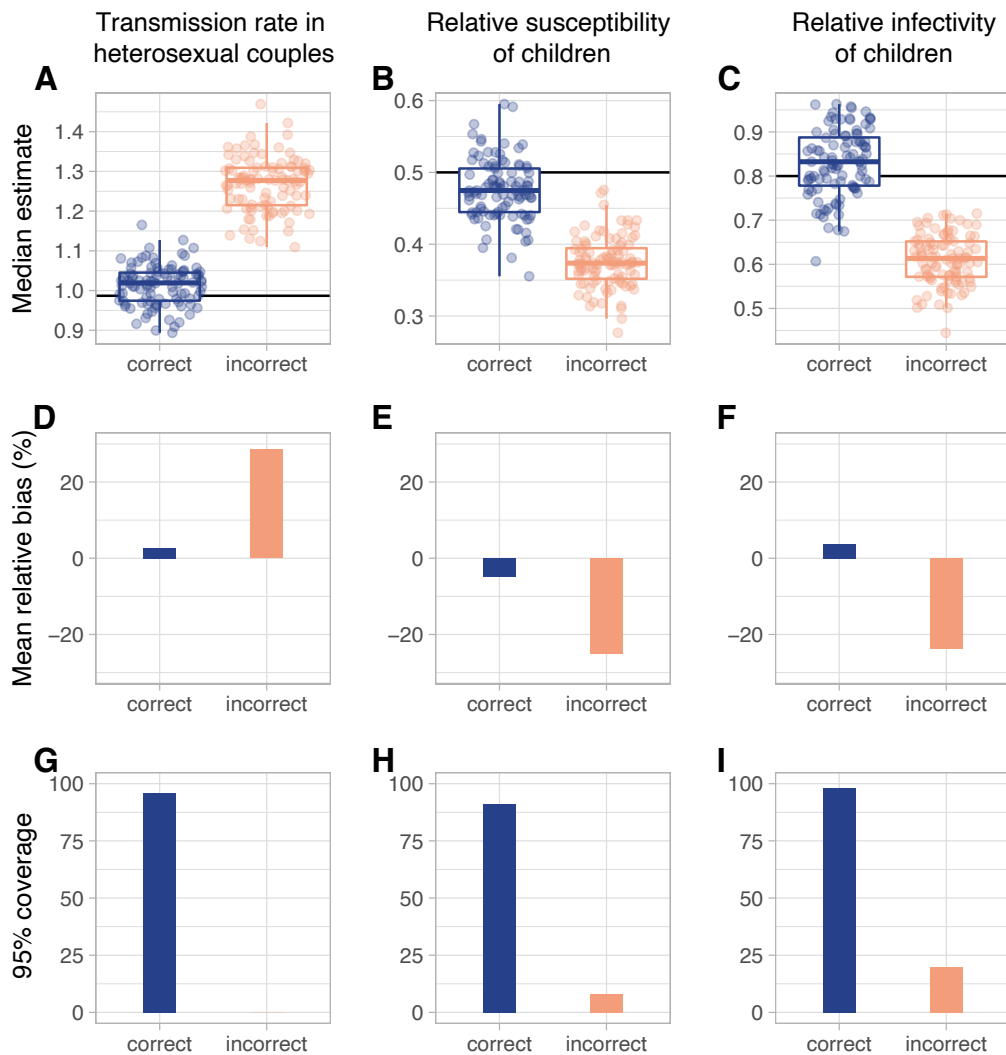 Transmission rate in
heterosexual couples
Relative susceptibility
of children
Relative infectivity
of children
A
B
C
Median estimate
1.4
1.3
1.2
1.1
1.0
0.9
correct
incorrect
0.6
0.5
0.4
0.3
correct
incorrect
0.9
0.8
0.7
0.6
0.5
correct
incorrect
D
E
F
Mean relative bias (%)
20
0
−20
correct
incorrect
20
0
−20
correct
incorrect
20
0
−20
correct
incorrect
G
H
I
95% coverage
100
75
50
25
0
correct
incorrect
100
75
50
25
0
correct
incorrect
100
75
50
25
0
correct
incorrect